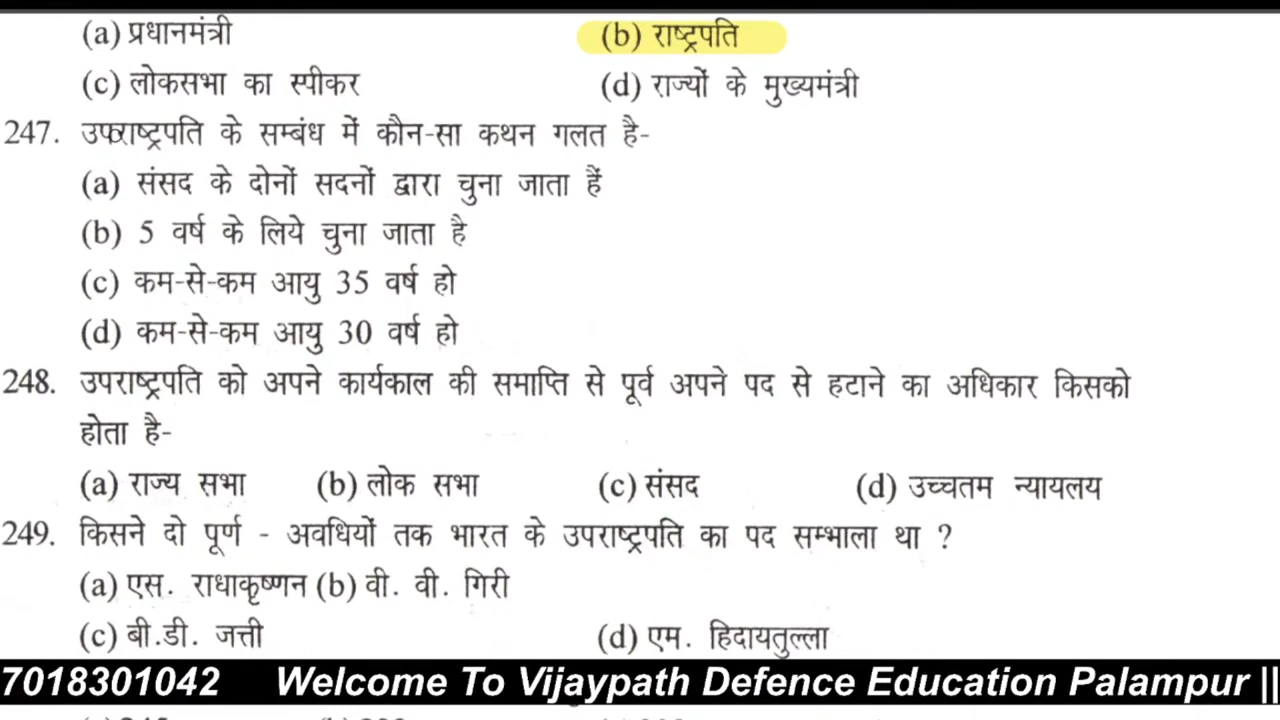 (a) प्रधानमंत्री (b) राष्ट्रपति
(c) लोकसभा का स्पीकर (d) राज्यों के मुख्यमंत्री
247. उपराष्ट्रपति के सम्बंध में कौन-सा कथन गलत है-
(a) संसद के दोनों सदनों द्वारा चुना जाता हैं
(b) 5 वर्ष के लिये चुना जाता है
(c) कम-से-कम आयु 35 वर्ष हो
(d) कम-से-कम आयु 30 वर्ष हो
248. उपराष्ट्रपति को अपने कार्यकाल की समाप्ति से पूर्व अपने पद से हटाने का अधिकार किसको
होता है-
(a) राज्य सभा (b) लोक सभा (c) संसद (d) उच्चतम न्यायलय
249. किसने दो पूर्ण - अवधियों तक भारत के उपराष्ट्रपति का पद सम्भाला था ?
(a) एस. राधाकृष्णन (b) वी. वी. गिरी
(c) बी.डी. जत्ती (d) एम. हिदायतुल्ला
7018301042 Welcome To Vijaypath Defence Education Palampur ||